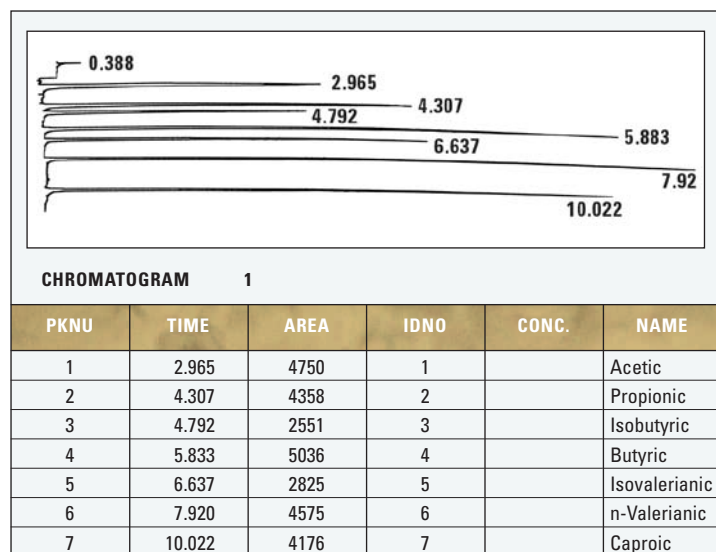 0.388
2.965
4.307
4.792
5.883
6.637
7.92
10.022
CHROMATOGRAM 1
PKNU TIME AREA IDNO CONC. NAME
1 2.965 4750 1 Acetic
2 4.307 4358 2 Propionic
3 4.792 2551 3 Isobutyric
4 5.833 5036 4 Butyric
5 6.637 2825 5 Isovalerianic
6 7.920 4575 6 n-Valerianic
7 10.022 4176 7 Caproic